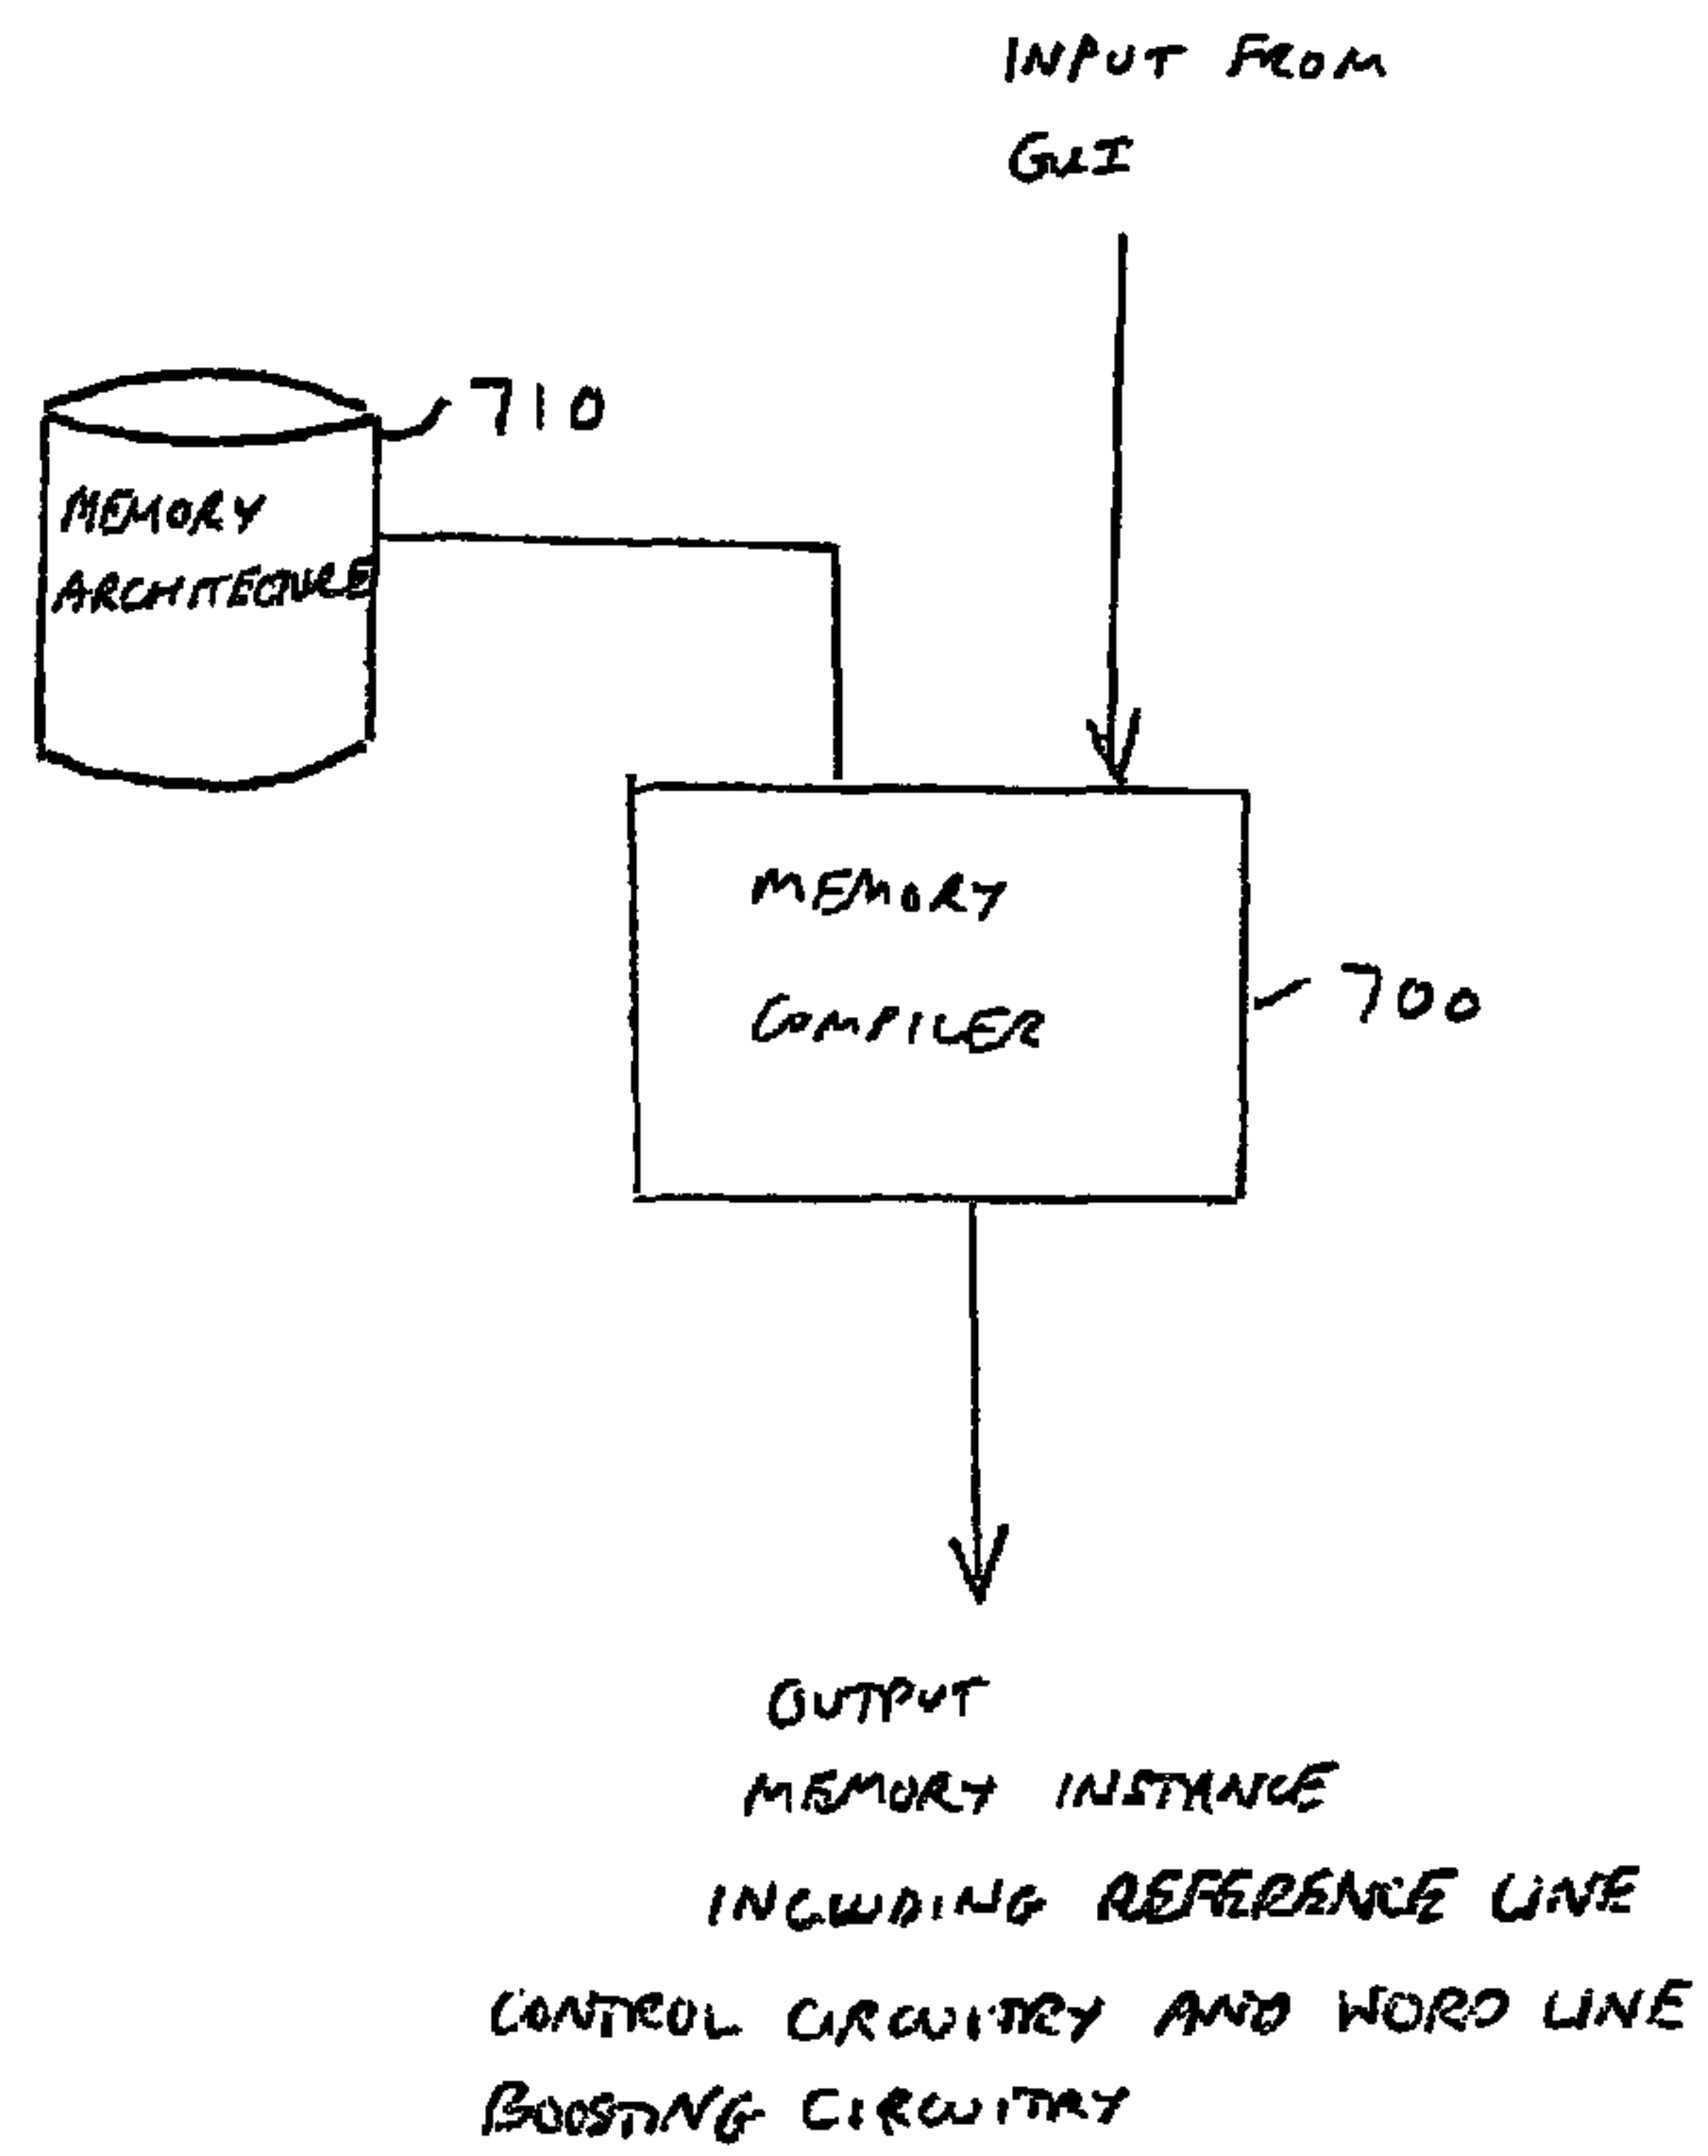 INPUT FROM
GUI
710
MEMORY
ARCHITECTURE
MEMORY
COMPILER
700
OUTPUT
MEMORY INSTANCE
INCLUDING REFERENCE LINE
CONTROL CIRCUITRY AND WORD LINE
BOOSTING CIRCUITRY